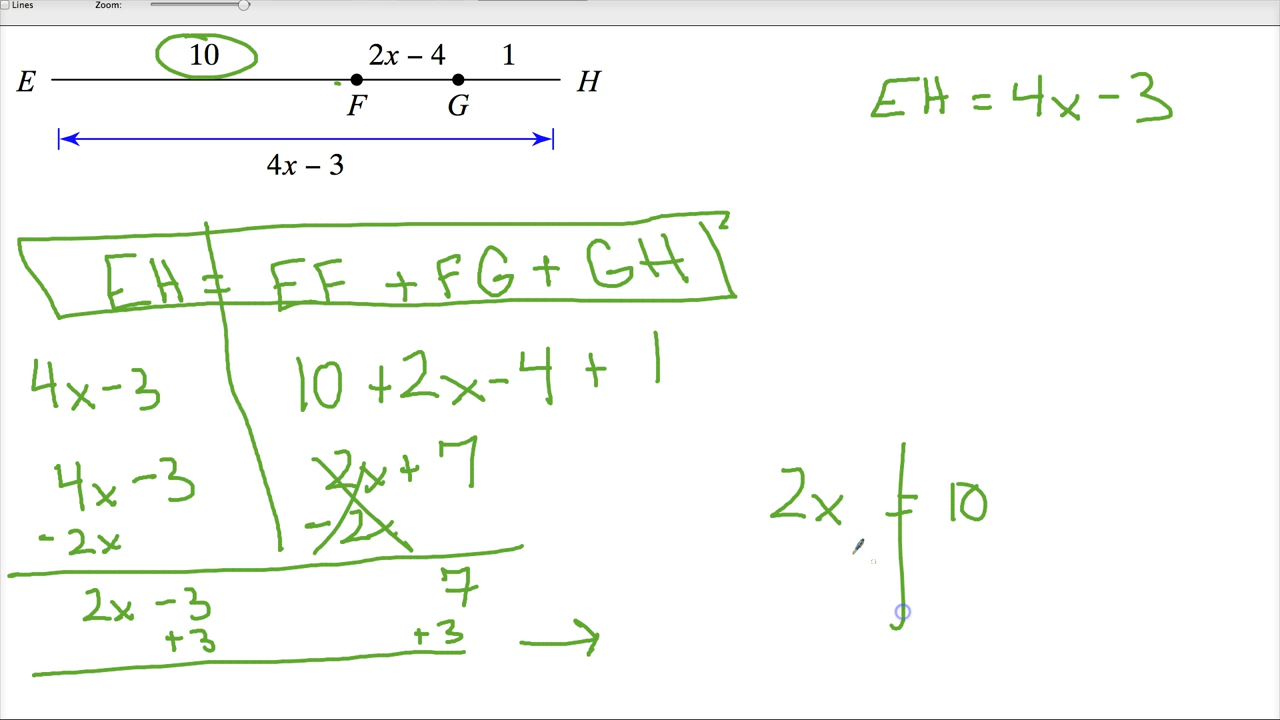 Lines Zoom:
10 2x – 4 1
E F G H
4x – 3
EH = 4x - 3
EH = EF + FG + GH
4x - 3 10 + 2x - 4 + 1
4x - 3 2x + 7
- 2x - 2x
2x - 3 7
+3 +3
2x = 10